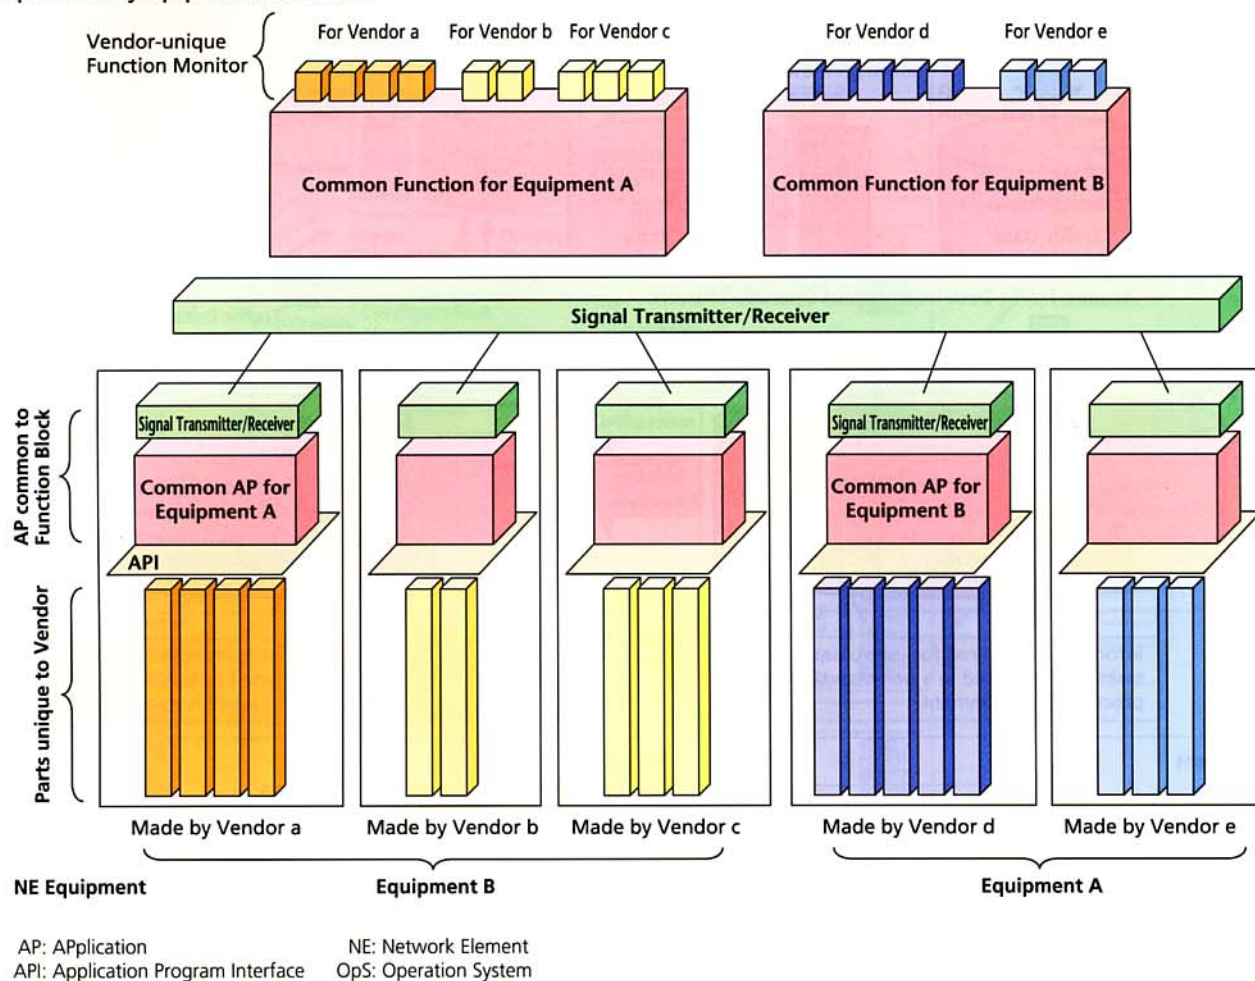 For Vendor a For Vendor b For Vendor c For Vendor d For Vendor e
Vendor-unique
Function Monitor
Common Function for Equipment A
Common Function for Equipment B
Signal Transmitter/Receiver
AP common to
Function Block
Signal Transmitter/Receiver
Signal Transmitter/Receiver
Common AP for
Equipment A
Common AP for
Equipment B
API
Parts unique to Vendor
Made by Vendor a Made by Vendor b Made by Vendor c Made by Vendor d Made by Vendor e
NE Equipment Equipment B Equipment A
AP: APplication NE: Network Element
API: Application Program Interface OpS: Operation System